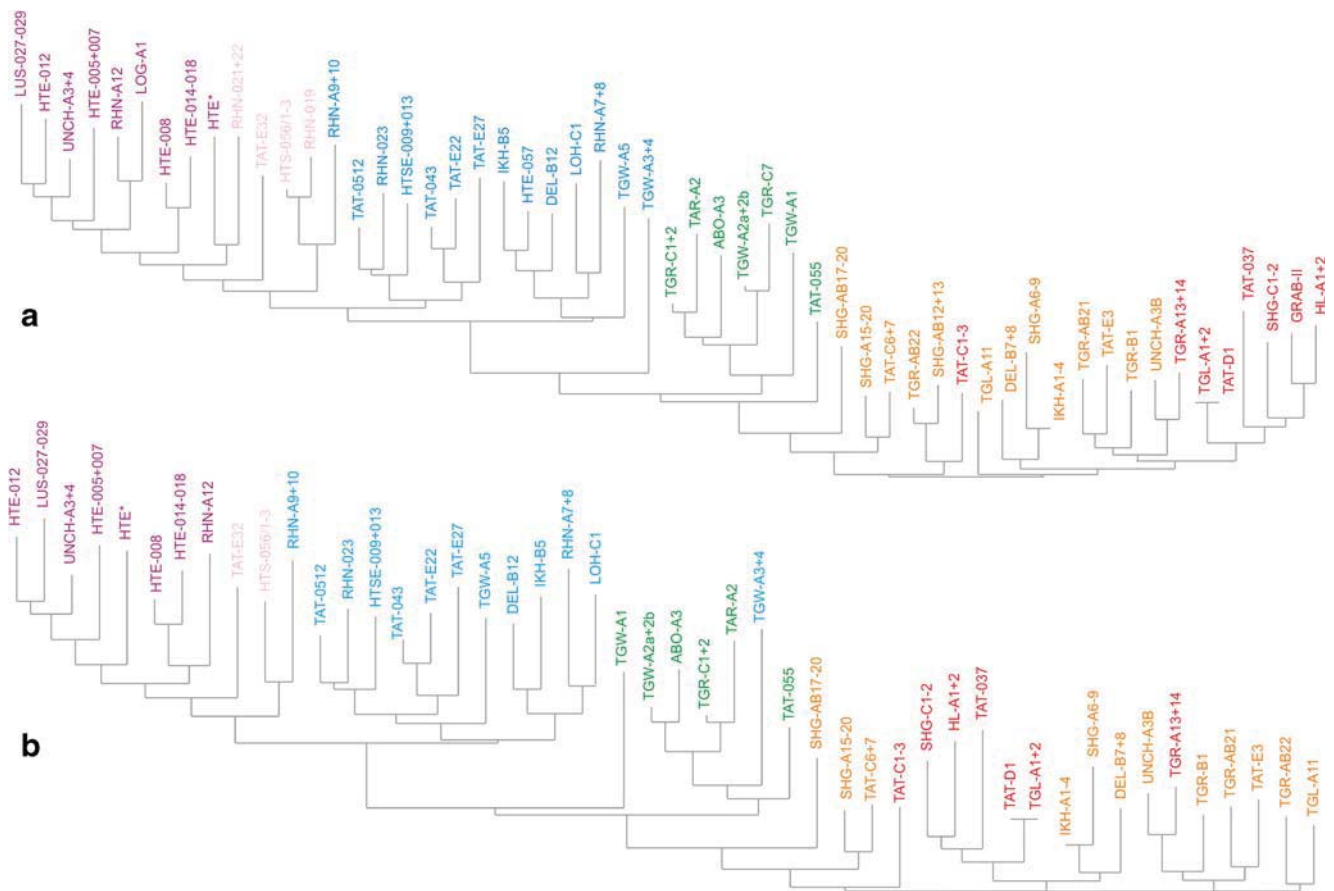 LUS-027-029
HTE-012
UNCH-A3+4
HTE-005+007
RHN-A12
LOG-A1
HTE-008
HTE-014-018
HTE*
RHN-021+22
TAT-E32
HTS-056/1-3
RHN-019
RHN-A9+10
TAT-0512
RHN-023
HTSE-009+013
TAT-043
TAT-E22
TAT-E27
IKH-B5
HTE-057
DEL-B12
LOH-C1
RHN-A7+8
TGW-A5
TGW-A3+4
TGR-C1+2
TAR-A2
ABO-A3
TGW-A2a+2b
TGR-C7
TGW-A1
TAT-055
SHG-AB17-20
SHG-A15-20
TAT-C6+7
TGR-AB22
SHG-AB12+13
TAT-C1-3
TGL-A11
DEL-B7+8
SHG-A6-9
IKH-A1-4
TGR-AB21
TAT-E3
TGR-B1
UNCH-A3B
TGR-A13+14
TGL-A1+2
TAT-D1
TAT-037
SHG-C1-2
GRAB-II
HL-A1+2
a
HTE-012
LUS-027-029
UNCH-A3+4
HTE-005+007
HTE*
HTE-008
HTE-014-018
RHN-A12
TAT-E32
HTS-056/1-3
RHN-A9+10
TAT-0512
RHN-023
HTSE-009+013
TAT-043
TAT-E22
TAT-E27
TGW-A5
DEL-B12
IKH-B5
RHN-A7+8
LOH-C1
TGW-A1
TGW-A2a+2b
ABO-A3
TGR-C1+2
TAR-A2
TGW-A3+4
TAT-055
SHG-AB17-20
SHG-A15-20
TAT-C6+7
TAT-C1-3
SHG-C1-2
HL-A1+2
TAT-037
TAT-D1
TGL-A1+2
IKH-A1-4
SHG-A6-9
DEL-B7+8
UNCH-A3B
TGR-A13+14
TGR-B1
TGR-AB21
TAT-E3
TGR-AB22
TGL-A11
b